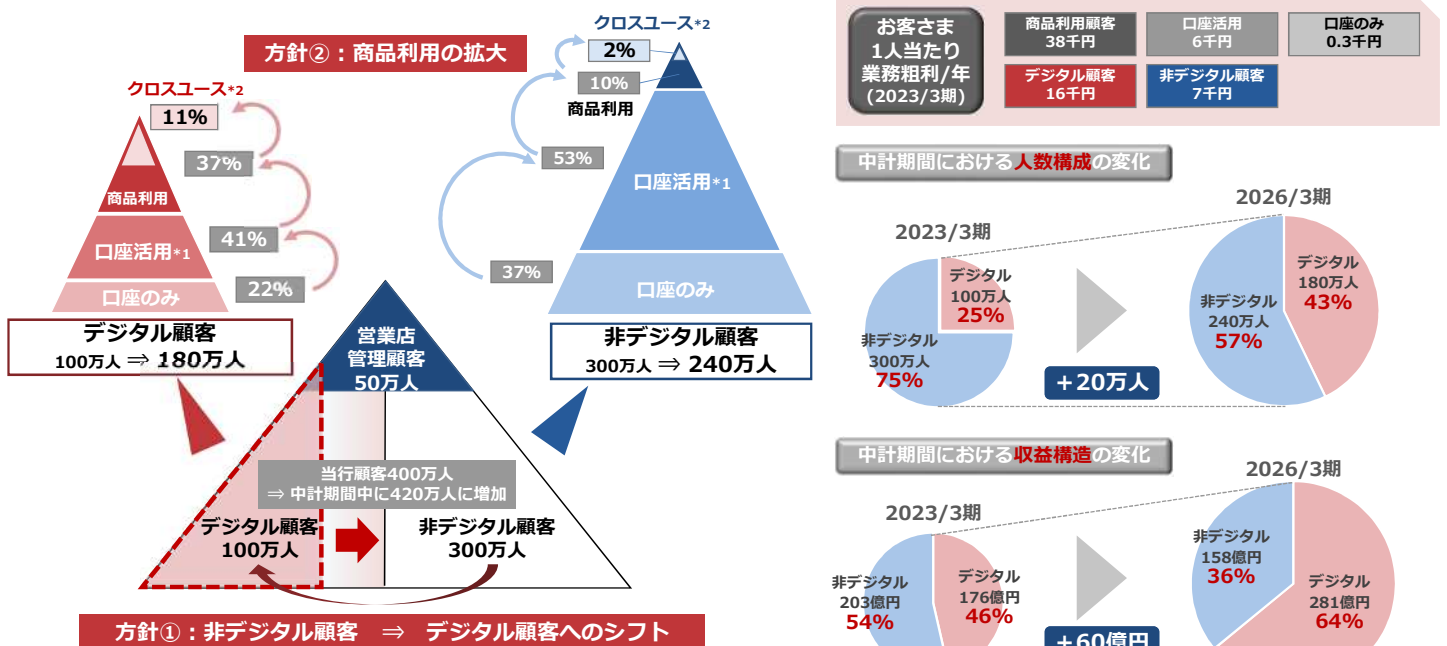 クロスユース*2
方針②：商品利用の拡大
2%
10%
商品利用
クロスユース*2
11%
37%
商品利用
53%
口座活用*1
41%
口座活用*1
37%
22%
口座のみ
口座のみ
デジタル顧客
100万人 ⇒ 180万人
営業店
管理顧客
50万人
非デジタル顧客
300万人 ⇒ 240万人
当行顧客400万人
⇒ 中計期間中に420万人に増加
デジタル顧客
100万人
非デジタル顧客
300万人
方針①：非デジタル顧客 ⇒ デジタル顧客へのシフト
お客さま
1人当たり
業務粗利/年
(2023/3期)
商品利用顧客
38千円
口座活用
6千円
口座のみ
0.3千円
デジタル顧客
16千円
非デジタル顧客
7千円
中計期間における人数構成の変化
2023/3期
2026/3期
デジタル
100万人
25%
非デジタル
300万人
75%
+20万人
デジタル
180万人
43%
非デジタル
240万人
57%
中計期間における収益構造の変化
2023/3期
2026/3期
非デジタル
203億円
54%
デジタル
176億円
46%
+60億円
非デジタル
158億円
36%
デジタル
281億円
64%